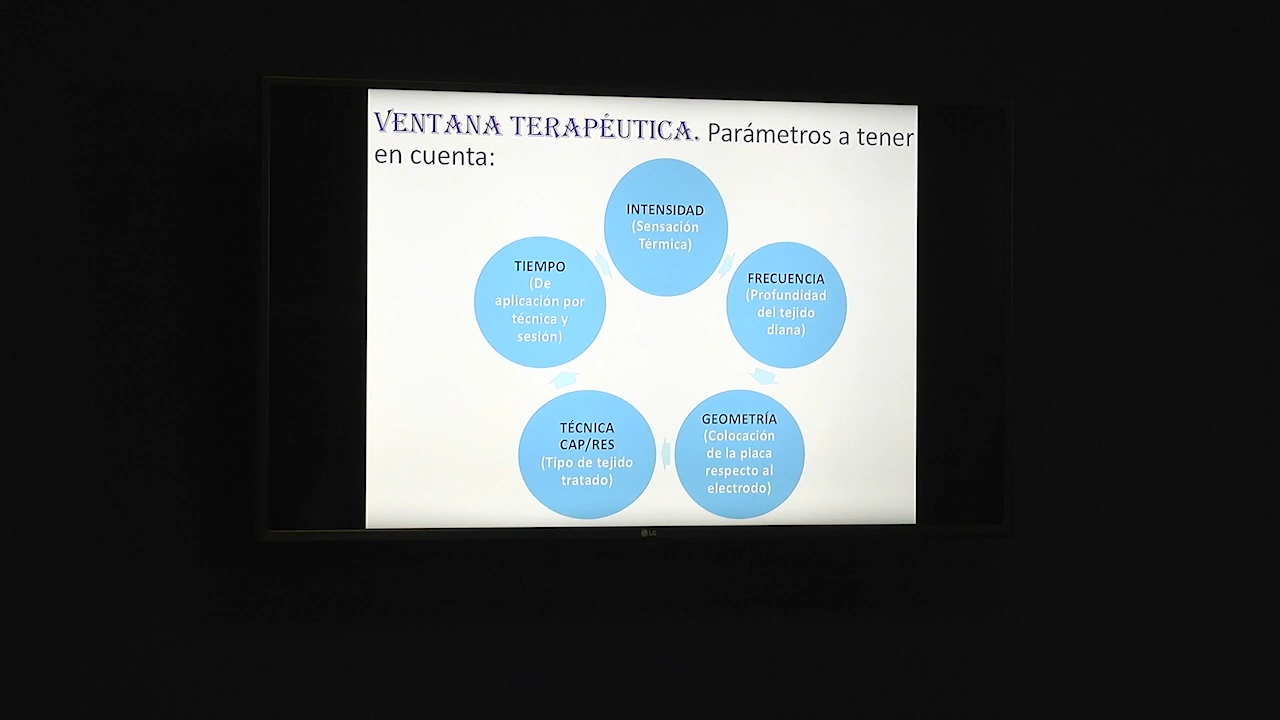 VENTANA TERAPÉUTICA. Parámetros a tener
en cuenta:
INTENSIDAD
(Sensación
Térmica)
FRECUENCIA
(Profundidad
del tejido
diana)
GEOMETRÍA
(Colocación
de la placa
respecto al
electrodo)
TÉCNICA
CAP/RES
(Tipo de tejido
tratado)
TIEMPO
(De
aplicación por
técnica y
sesión)
LG